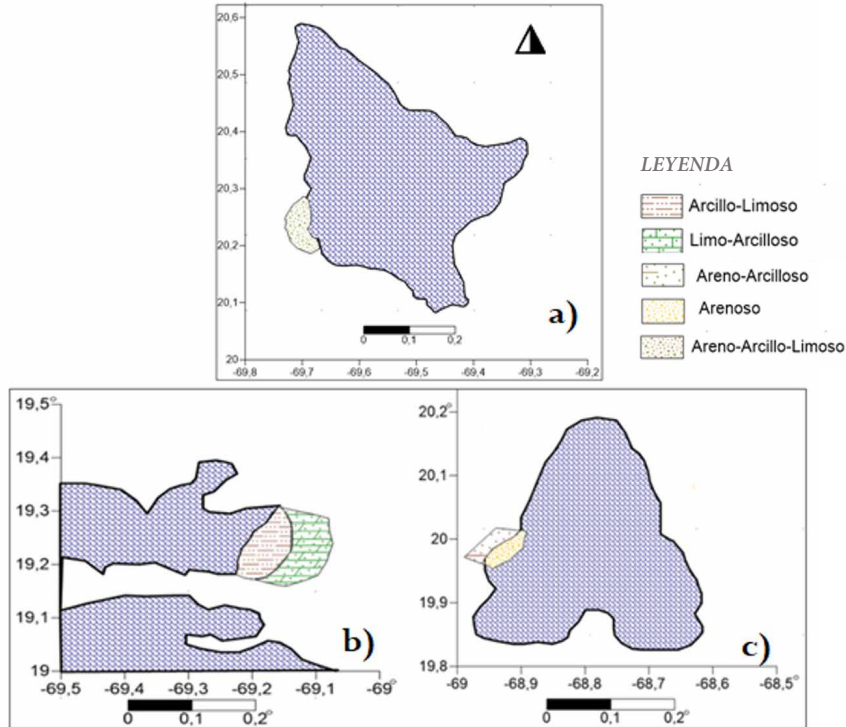 20,6
20,5
20,4
20,3
20,2
20,1
20
-69,8 -69,7 -69,6 -69,5 -69,4 -69,3 -69,2
0 0,1 0,2
a)
LEYENDA
Arcillo-Limoso
Limo-Arcilloso
Areno-Arcilloso
Arenoso
Areno-Arcillo-Limoso
19,5°
19,4
19,3
19,2
19,1
19
-69,5 -69,4 -69,3 -69,2 -69,1 -69°
0 0,1 0,2°
b)
20,2°
20,1
20
19,9
19,8
-69 -68,9 -68,8 -68,7 -68,6 -68,5°
0 0,1 0,2°
c)